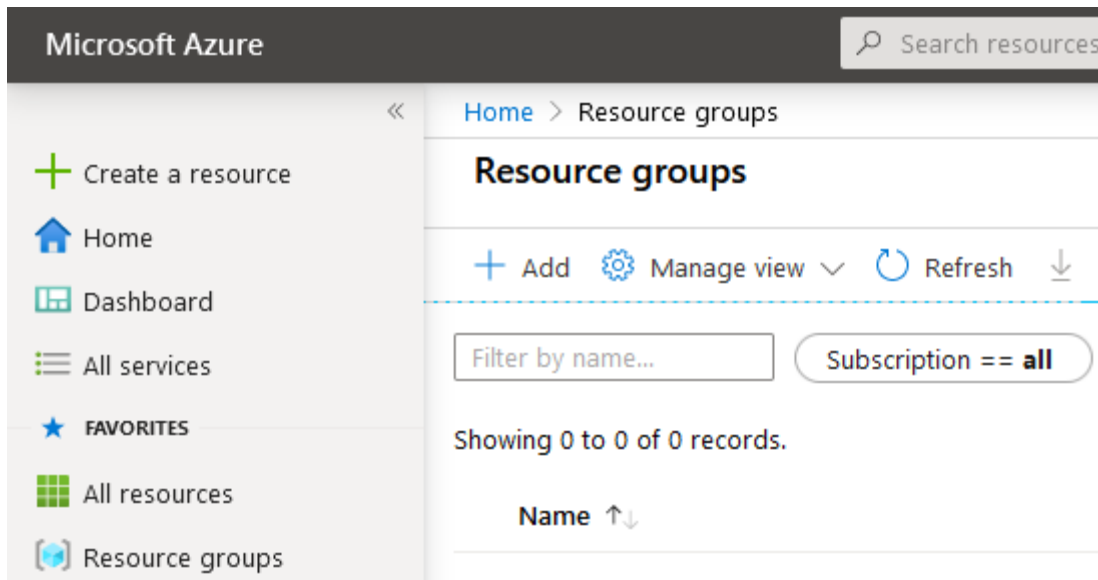 Microsoft Azure
Search resources
Home > Resource groups
Resource groups
Create a resource
Home
Dashboard
All services
FAVORITES
All resources
Resource groups
Add Manage view Refresh
Filter by name... Subscription == all
Showing 0 to 0 of 0 records.
Name ↑↓